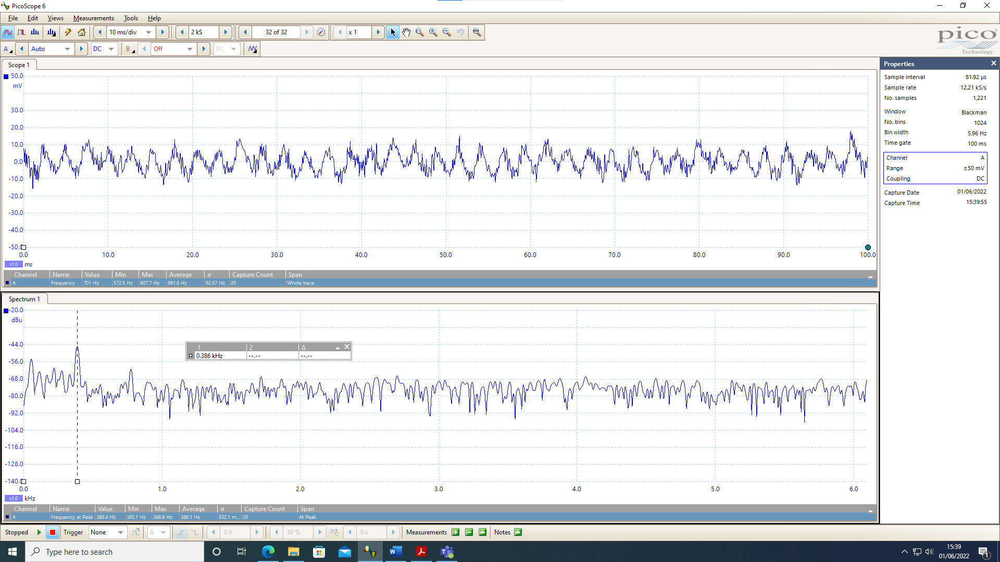 PicoScope 6
File Edit Views Measurements Tools Help
10 ms/div 2 kS 32 of 32 x 1
A Auto DC B Off DC
pico
Technology
Scope 1
50.0
mV
30.0
20.0
10.0
0.0
-10.0
-20.0
-30.0
-40.0
-50.0
0.0 10.0 20.0 30.0 40.0 50.0 60.0 70.0 80.0 90.0 100.0
x1.0 ms
Channel Name Value Min Max Average σ Capture Count Span
A Frequency 701 Hz 572.5 Hz 807.7 Hz 691.6 Hz 62.57 Hz 20 Whole trace
Spectrum 1
-20.0
dBu
-44.0
-56.0
-68.0
-80.0
-92.0
-104.0
-116.0
-128.0
-140.0
1 2 Δ
0.386 kHz --.-- --.--
0.0 1.0 2.0 3.0 4.0 5.0 6.0
x1.0 kHz
Channel Name Value Min Max Average σ Capture Count Span
A Frequency at Peak 386.4 Hz 385.1 Hz 386.9 Hz 386.1 Hz 532.1 m... 20 At Peak
Properties
Sample interval 81.92 µs
Sample rate 12.21 kS/s
No. samples 1,221
Window Blackman
No. bins 1024
Bin width 5.96 Hz
Time gate 100 ms
Channel A
Range ±50 mV
Coupling DC
Capture Date 01/06/2022
Capture Time 15:39:55
Stopped Trigger None A 0 V 50 % 0 s Measurements Notes
Type here to search
15:39
01/06/2022
1